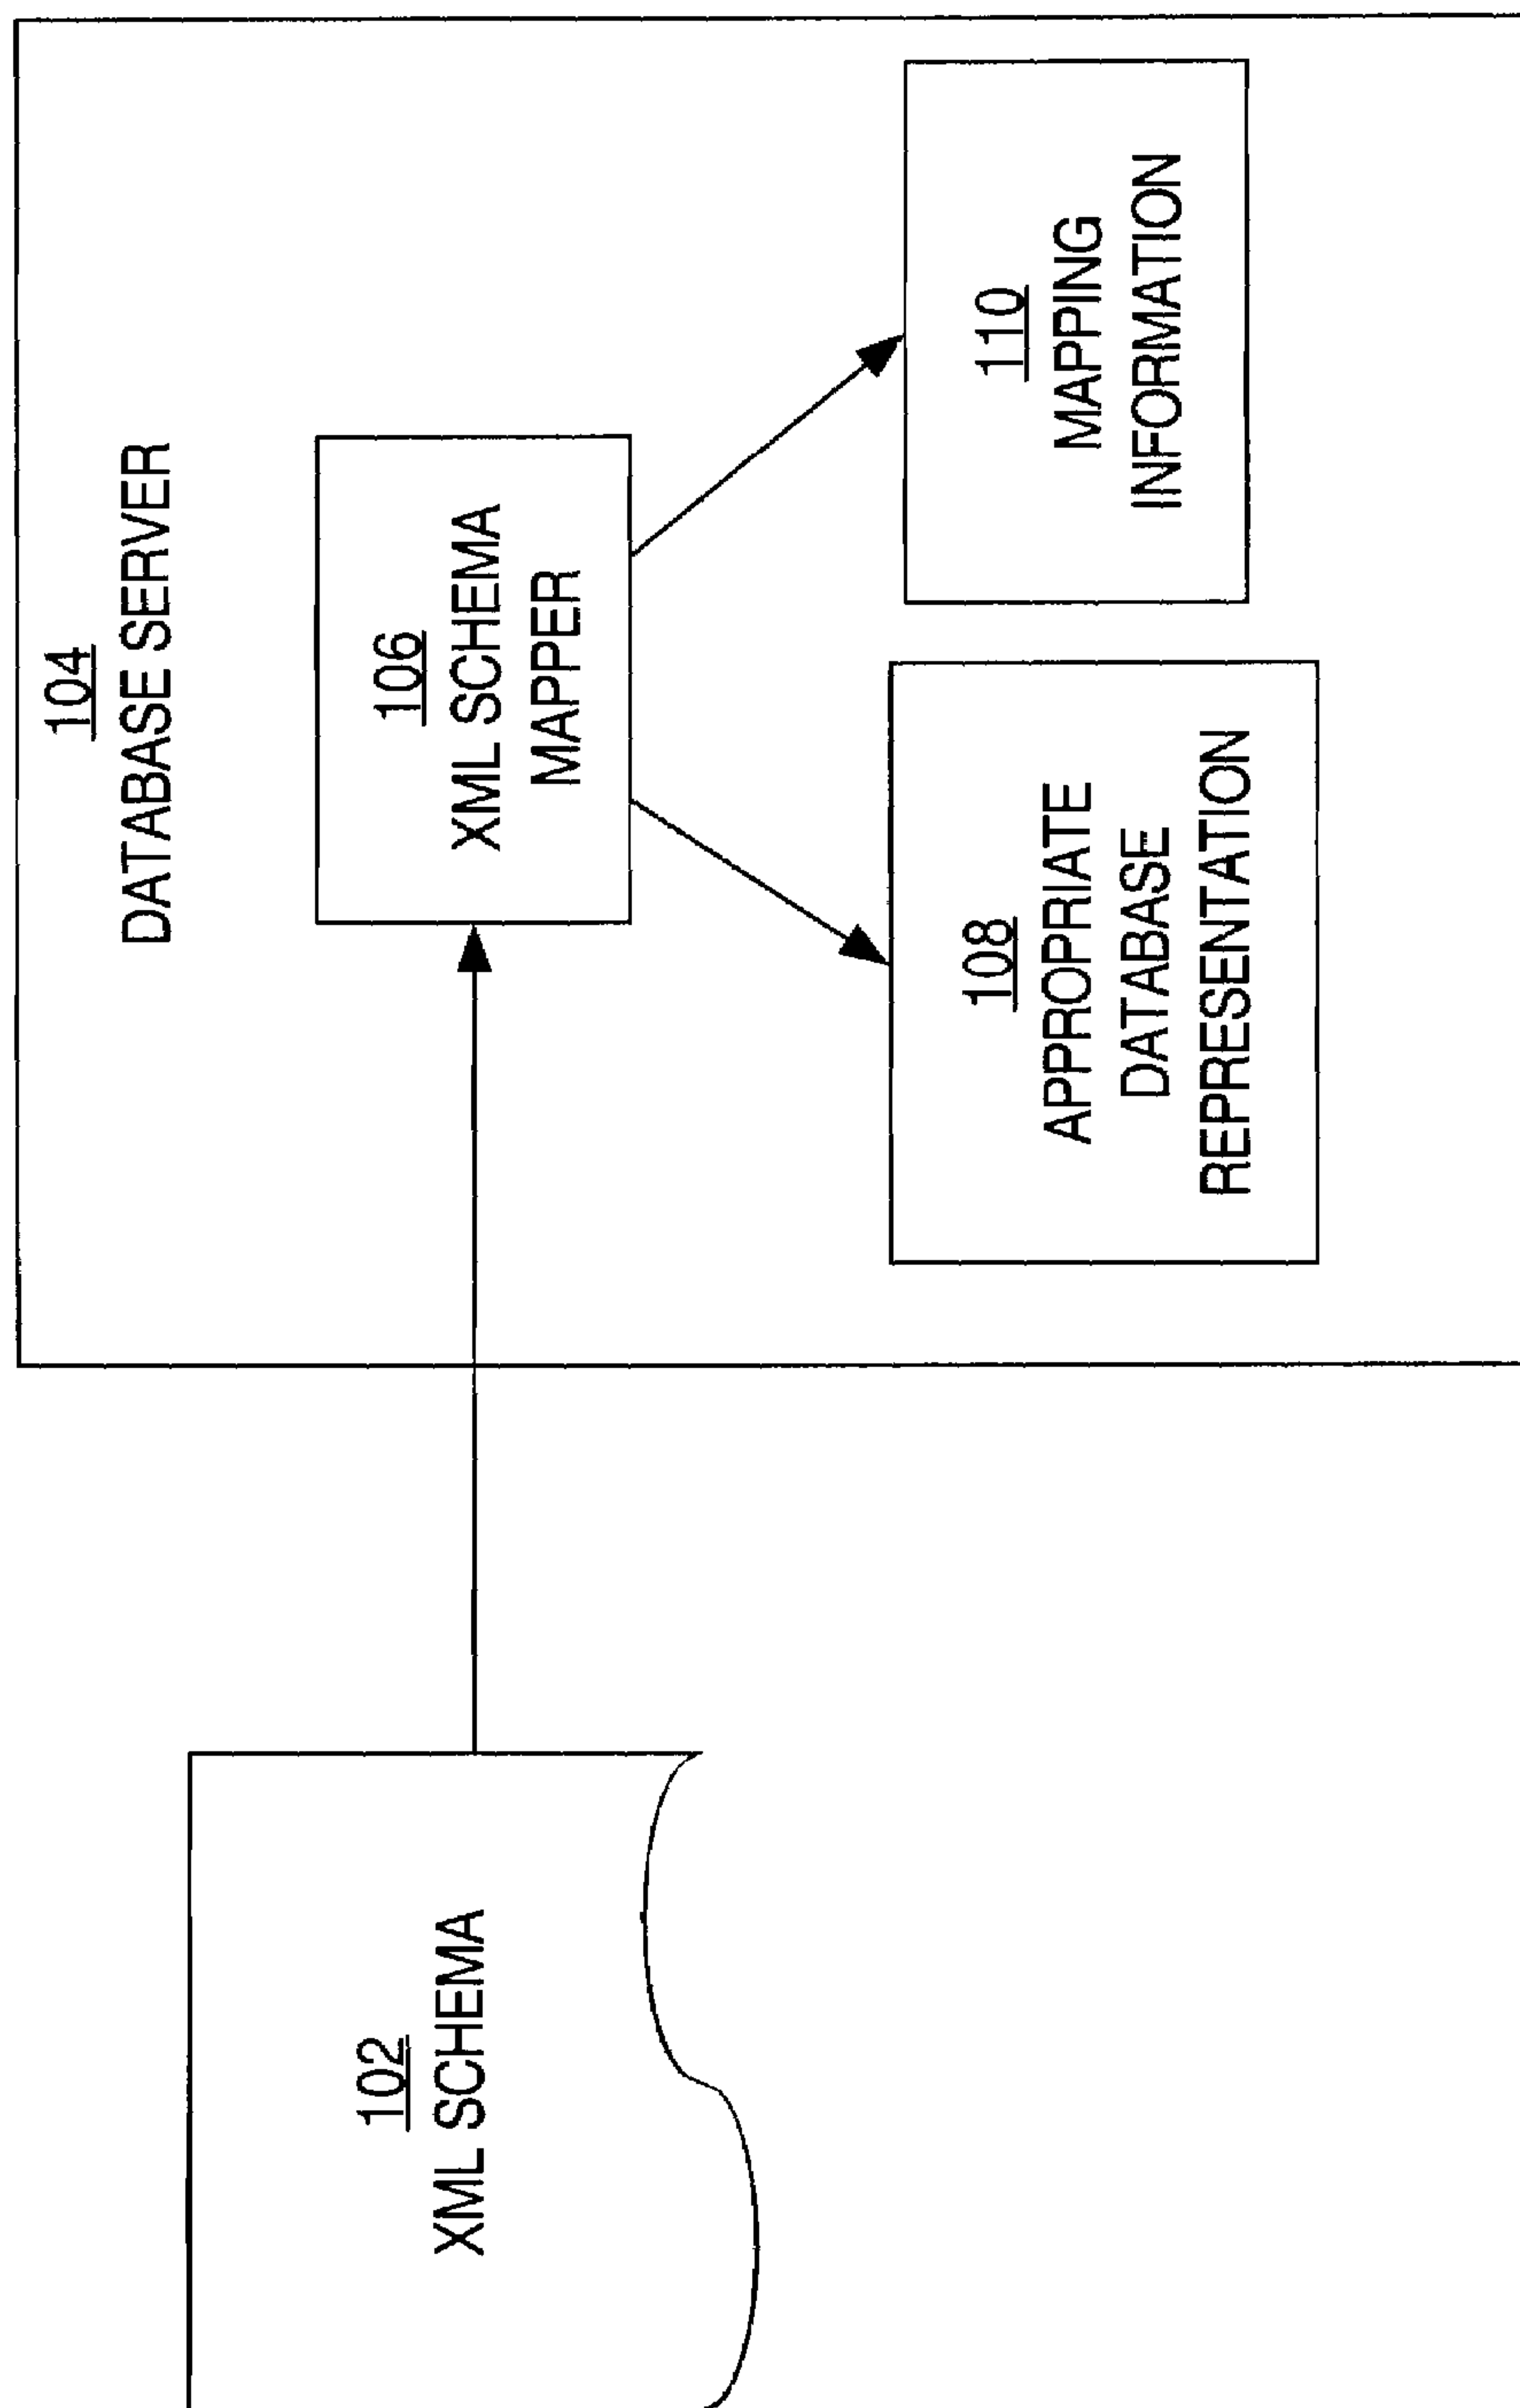 102
XML SCHEMA
104
DATABASE SERVER
106
XML SCHEMA
MAPPER
108
APPROPRIATE
DATABASE
REPRESENTATION
110
MAPPING
INFORMATION